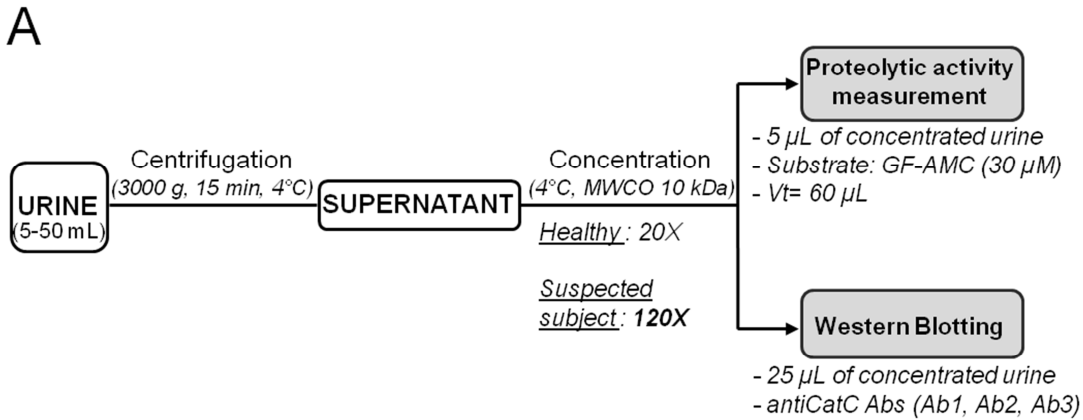 A
URINE
(5-50 mL)
Centrifugation
(3000 g, 15 min, 4°C)
SUPERNATANT
Concentration
(4°C, MWCO 10 kDa)
Healthy : 20X
Suspected
subject : 120X
Proteolytic activity
measurement
- 5 µL of concentrated urine
- Substrate: GF-AMC (30 µM)
- Vt= 60 µL
Western Blotting
- 25 µL of concentrated urine
- antiCatC Abs (Ab1, Ab2, Ab3)